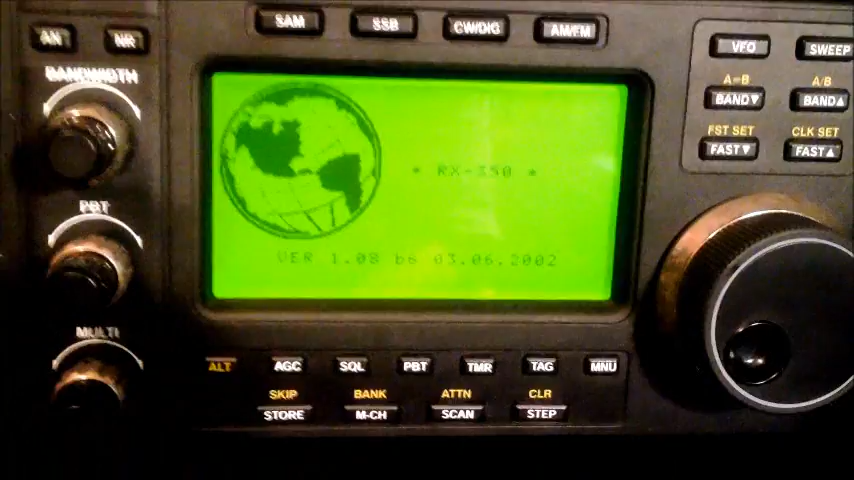 AN NR SAM SSB CW/DIG AM/FM VFO SWEEP
BANDWIDTH
A=B A/B
BAND▼ BAND▲
FST SET CLK SET
FAST▼ FAST▲
* RX-350 *
PBT
VER 1.08 b6 03.06.2002
MULTI
ALT AGC SQL PBT TMR TAG MNU
SKIP BANK ATTN CLR
STORE M-CH SCAN STEP